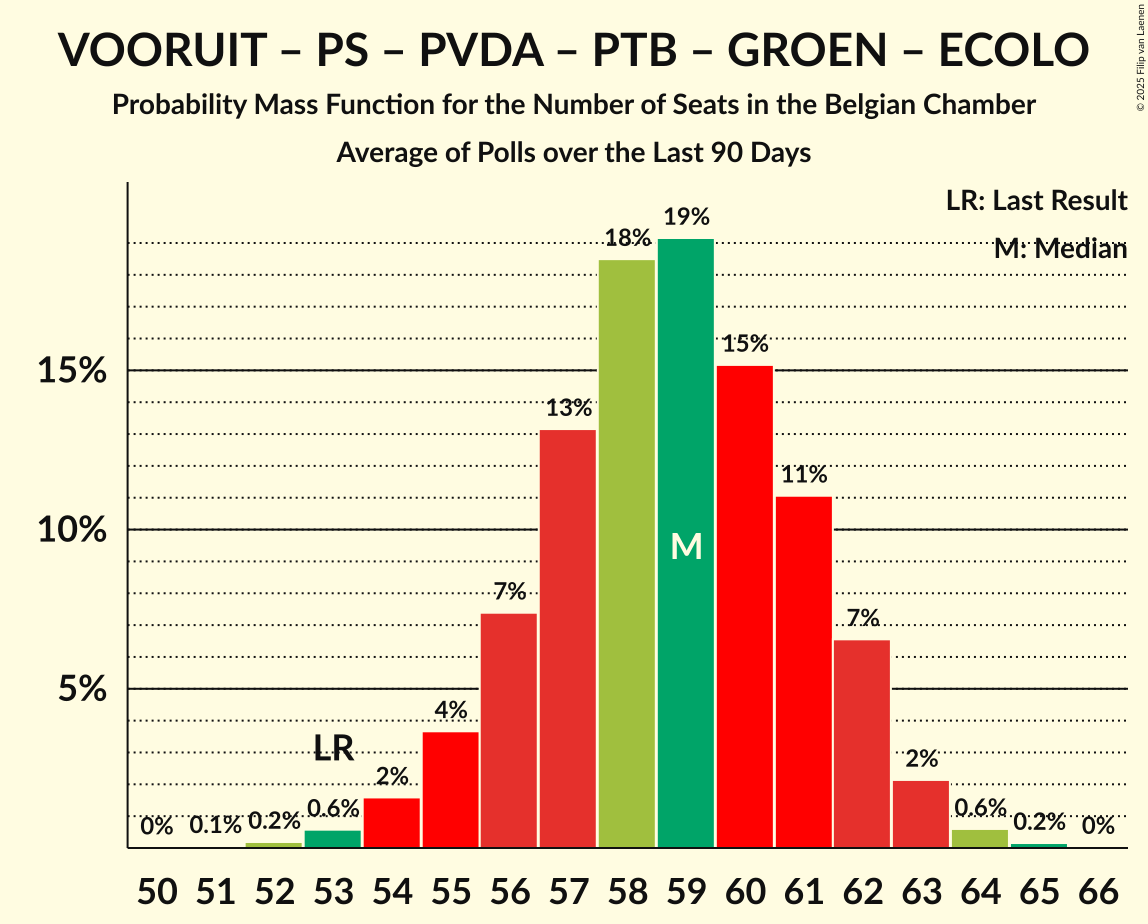 VOORUIT – PS – PVDA – PTB – GROEN – ECOLO
Probability Mass Function for the Number of Seats in the Belgian Chamber
Average of Polls over the Last 90 Days
© 2025 Filip van Laenen
LR: Last Result
M: Median
15%
10%
5%
0%
0.1%
0.2%
0.6%
LR
2%
4%
7%
13%
18%
19%
M
15%
11%
7%
2%
0.6%
0.2%
0%
50 51 52 53 54 55 56 57 58 59 60 61 62 63 64 65 66